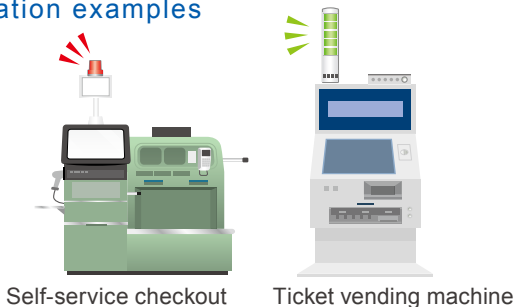 ation examples
Self-service checkout
Ticket vending machine